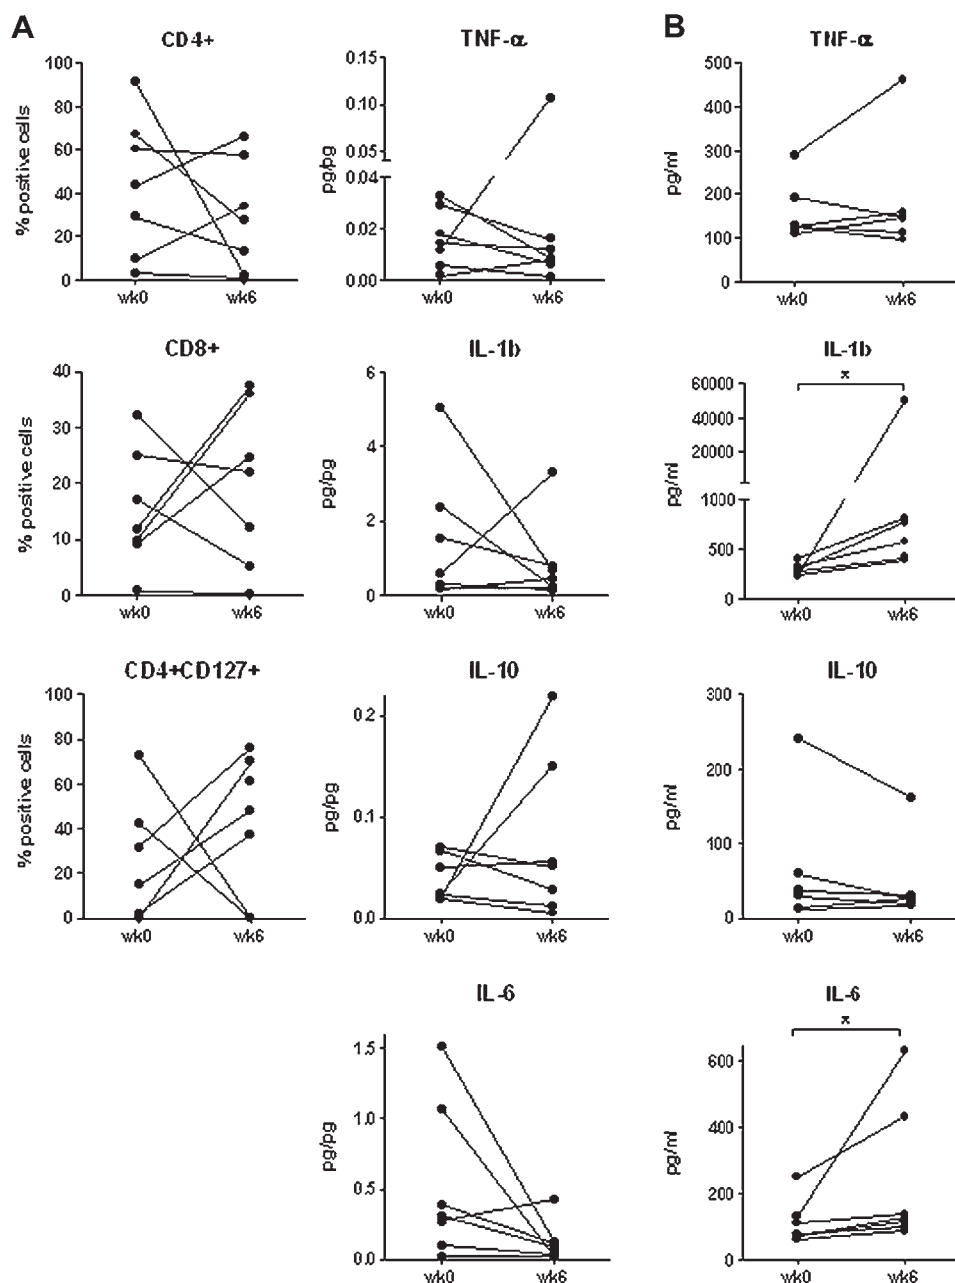 A
B
CD4+
% positive cells
100
80
60
40
20
0
wk0
wk6
TNF-α
pg/pg
0.15
0.10
0.05
0.04
0.02
0.00
wk0
wk6
TNF-α
pg/ml
500
400
300
200
100
0
wk0
wk6
CD8+
% positive cells
40
30
20
10
0
wk0
wk6
IL-1b
pg/pg
6
4
2
0
wk0
wk6
IL-1b
x
pg/ml
60000
40000
20000
1000
500
0
wk0
wk6
CD4+CD127+
% positive cells
100
80
60
40
20
0
wk0
wk6
IL-10
pg/pg
0.2
0.1
0.0
wk0
wk6
IL-10
pg/ml
300
200
100
0
wk0
wk6
IL-6
pg/pg
1.5
1.0
0.5
0.0
wk0
wk6
IL-6
x
pg/ml
600
400
200
0
wk0
wk6